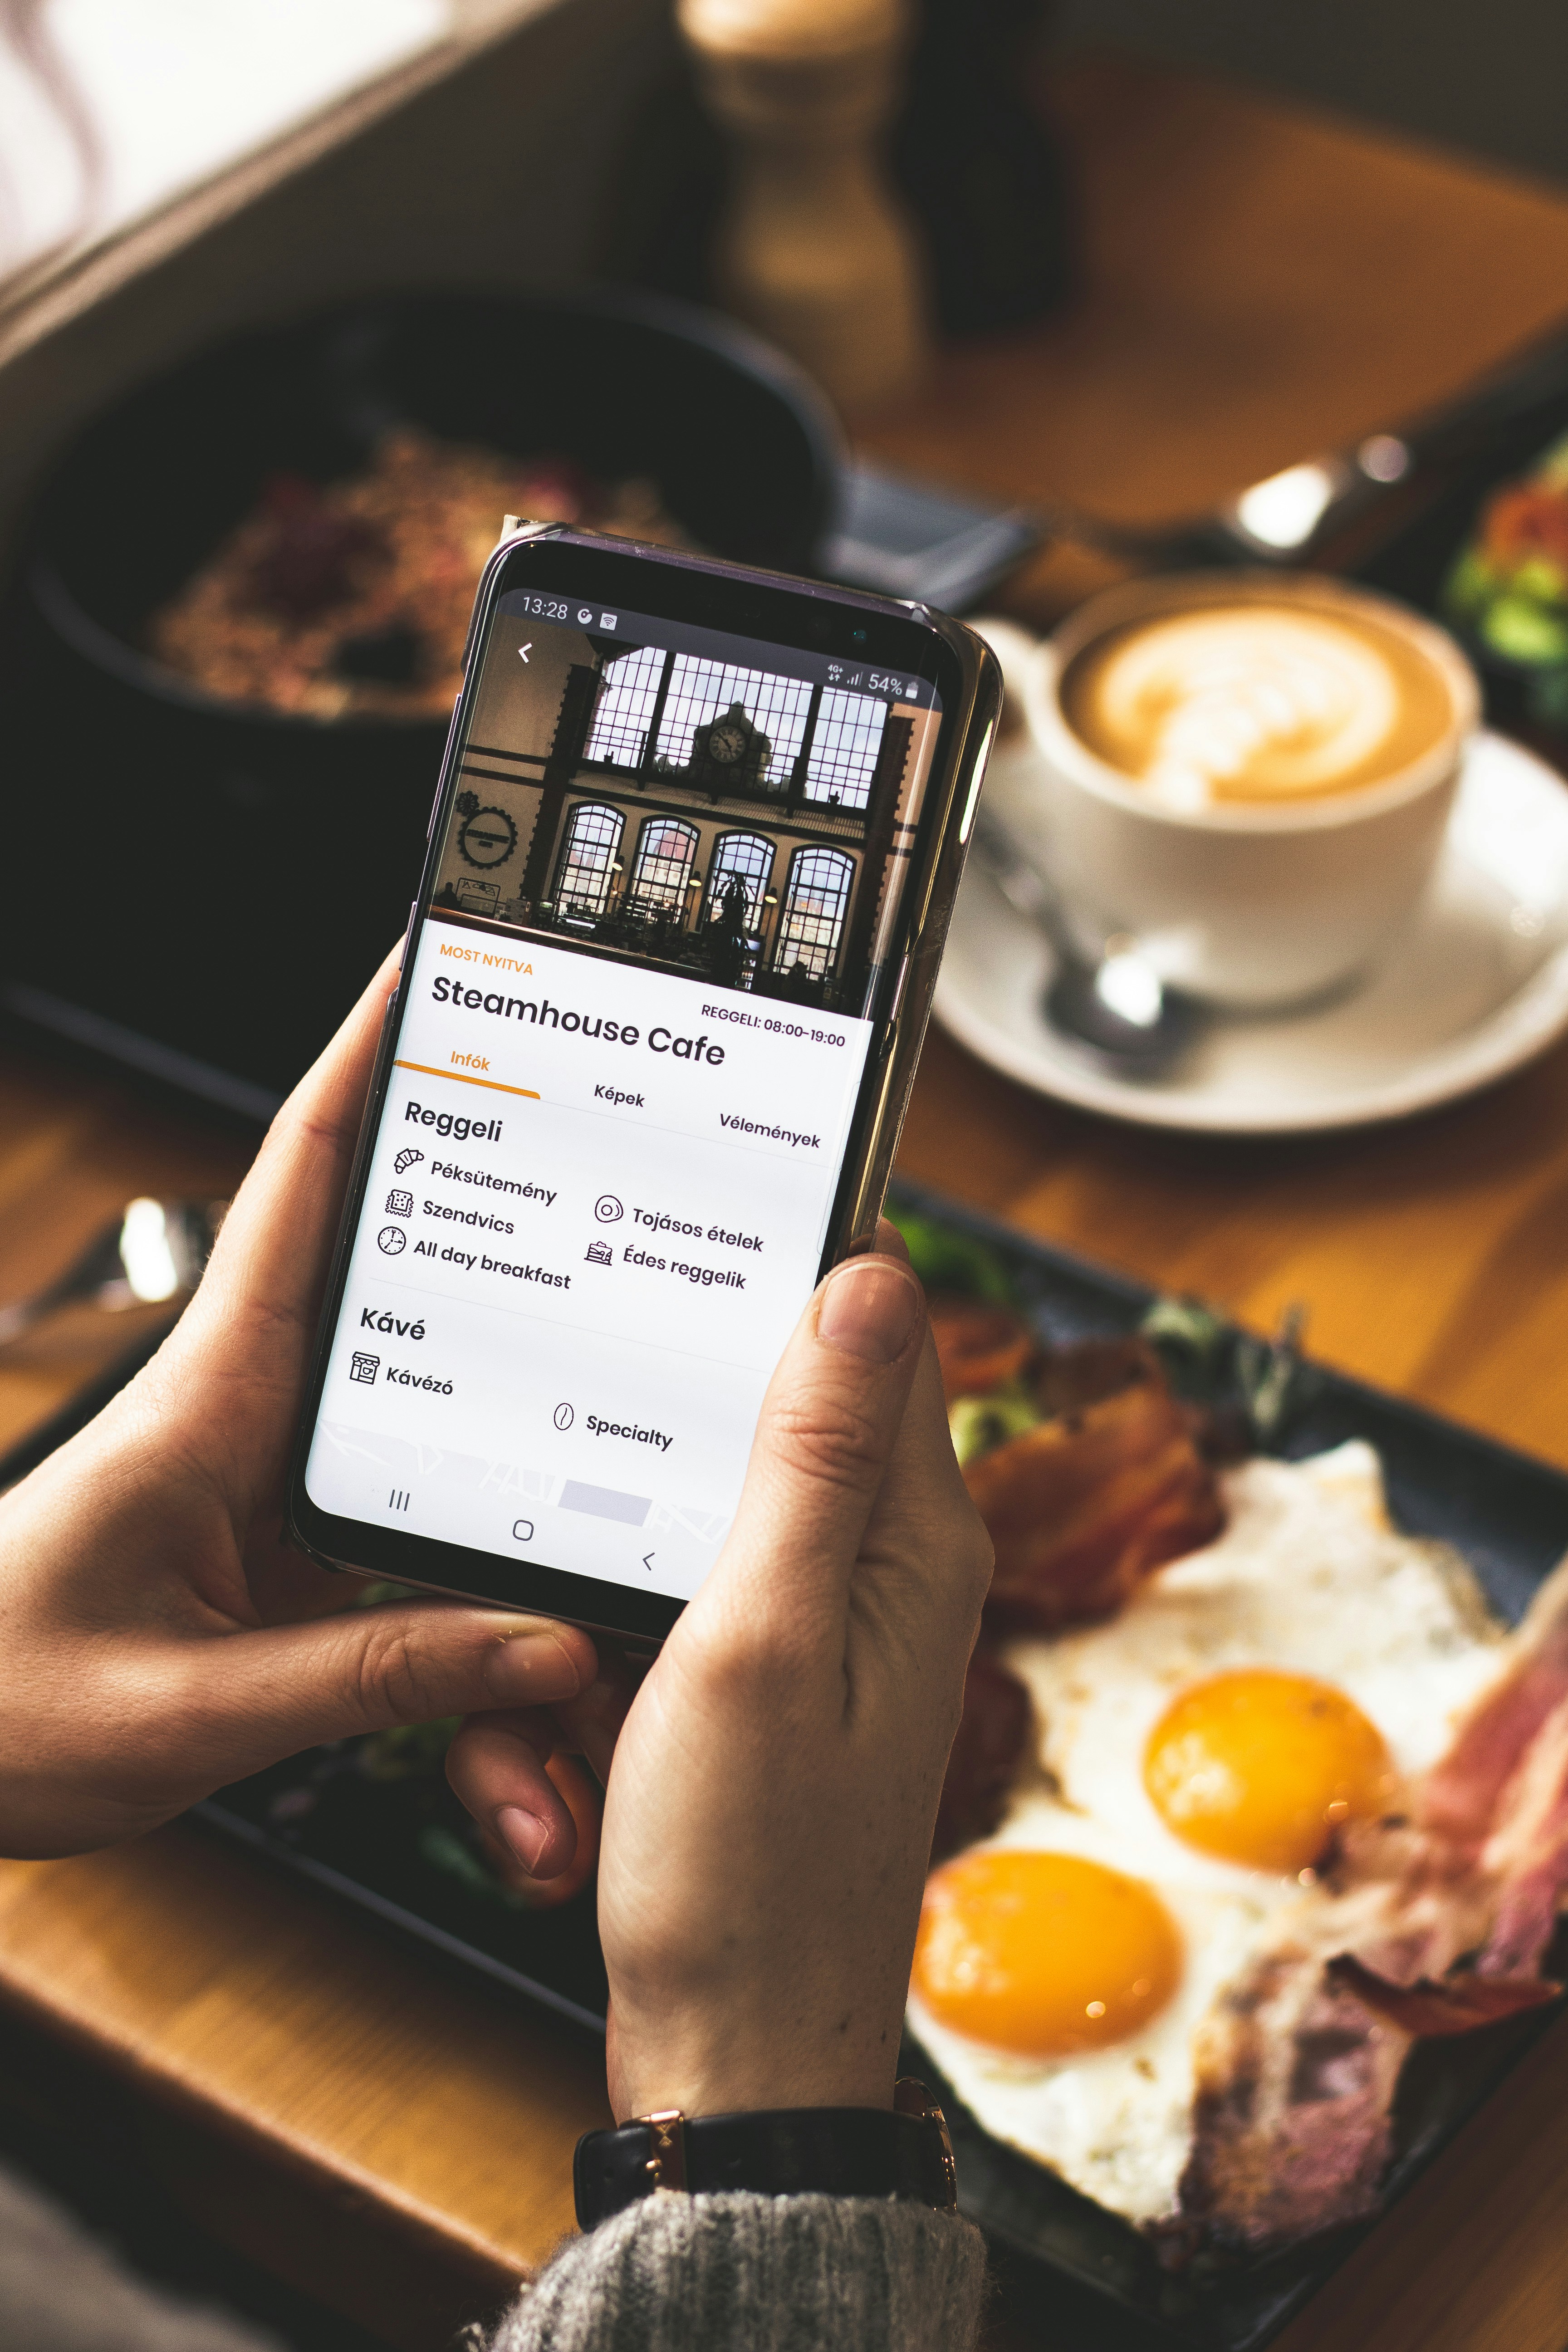 13:28
4G+
54%
MOST NYITVA
Steamhouse Cafe
REGGELI: 08:00-19:00
Infók
Képek
Vélemények
Reggeli
Péksütemény
Tojásos ételek
Szendvics
Édes reggelik
All day breakfast
Kávé
Kávézó
Specialty